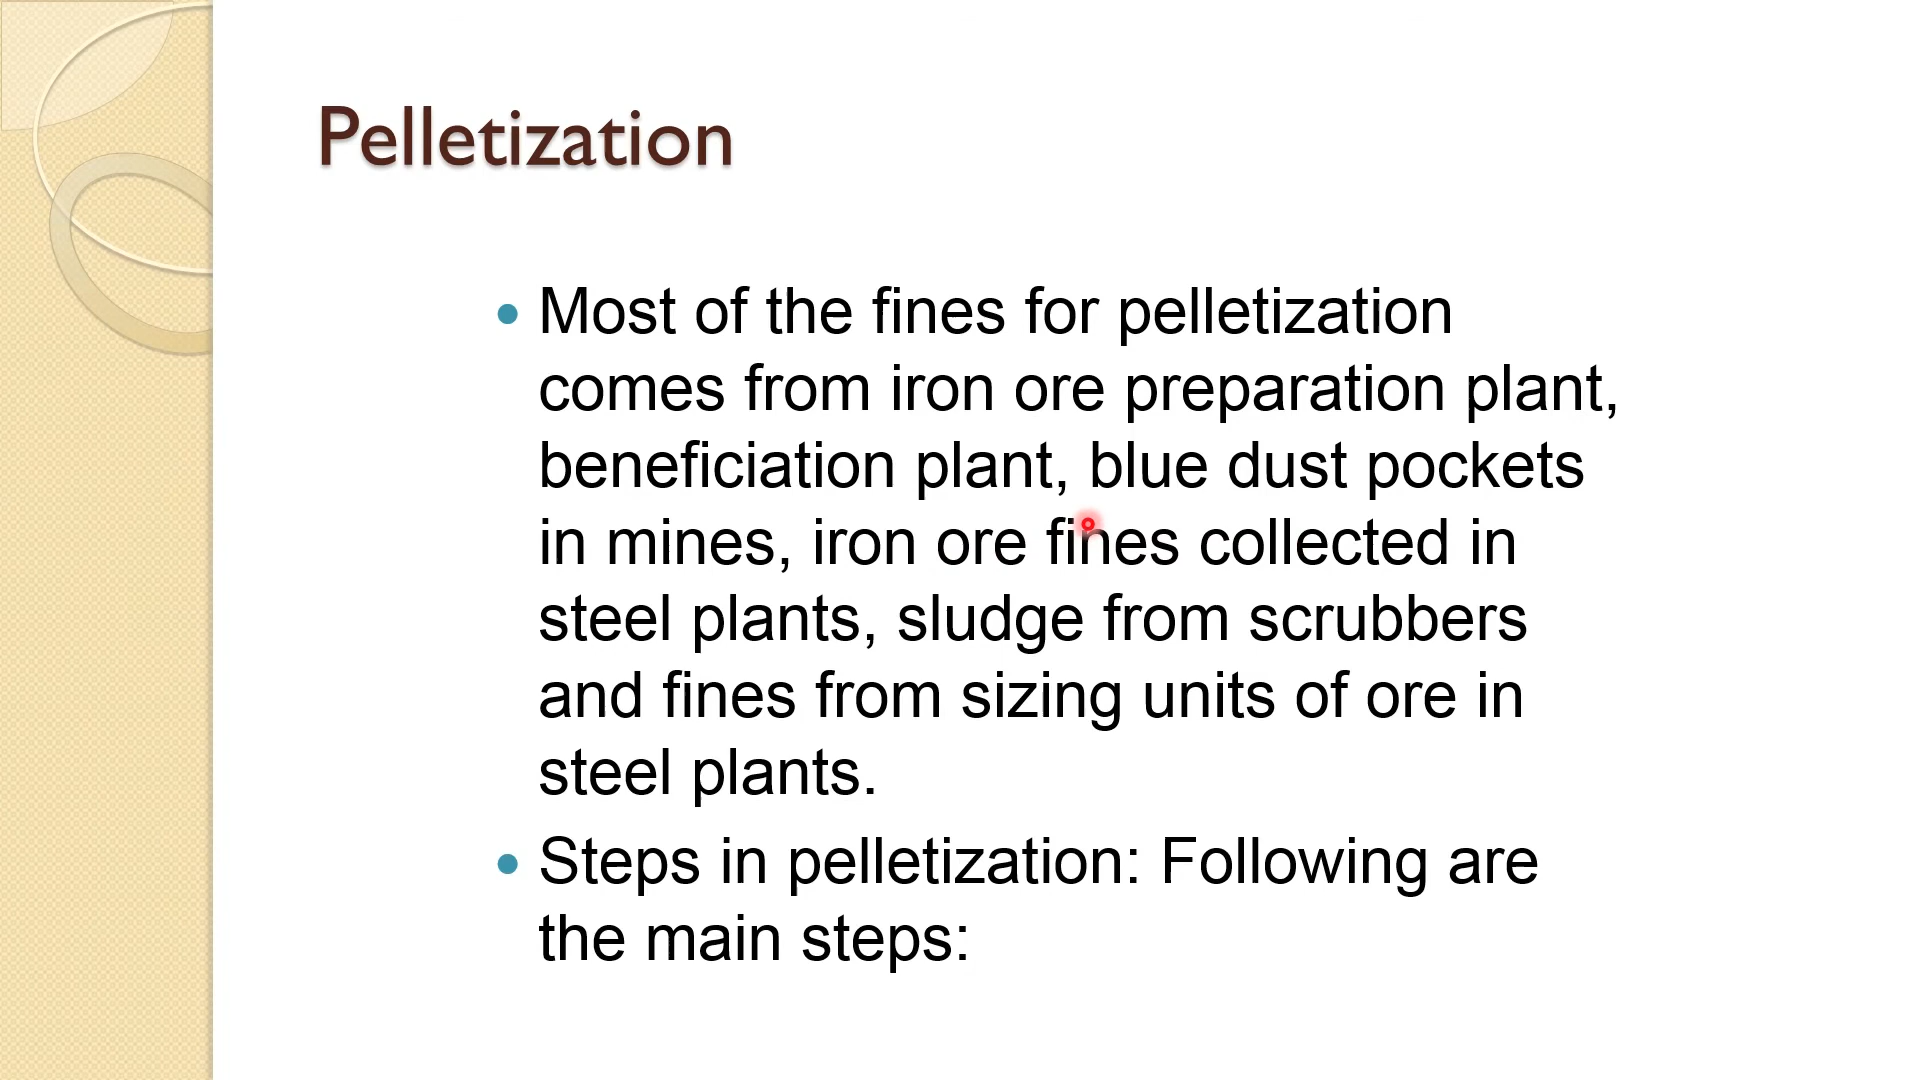 Pelletization
• Most of the fines for pelletization
comes from iron ore preparation plant,
beneficiation plant, blue dust pockets
in mines, iron ore fines collected in
steel plants, sludge from scrubbers
and fines from sizing units of ore in
steel plants.
• Steps in pelletization: Following are
the main steps: